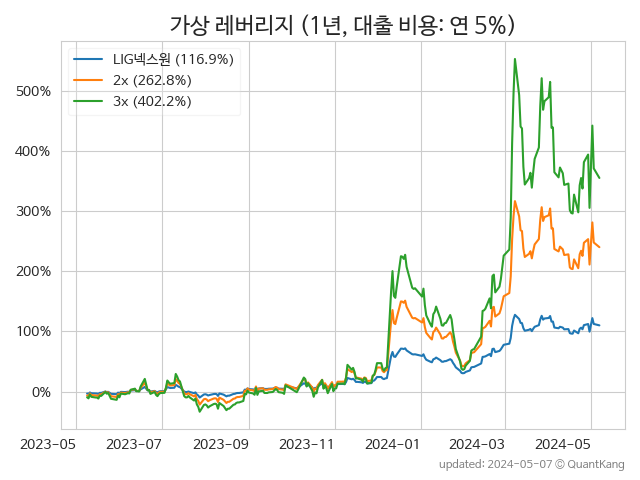 가상 레버리지 (1년, 대출 비용: 연 5%)
LIG넥스원 (116.9%)
2x (262.8%)
3x (402.2%)
500%
400%
300%
200%
100%
0%
2023-05 2023-07 2023-09 2023-11 2024-01 2024-03 2024-05
updated: 2024-05-07 © QuantKang